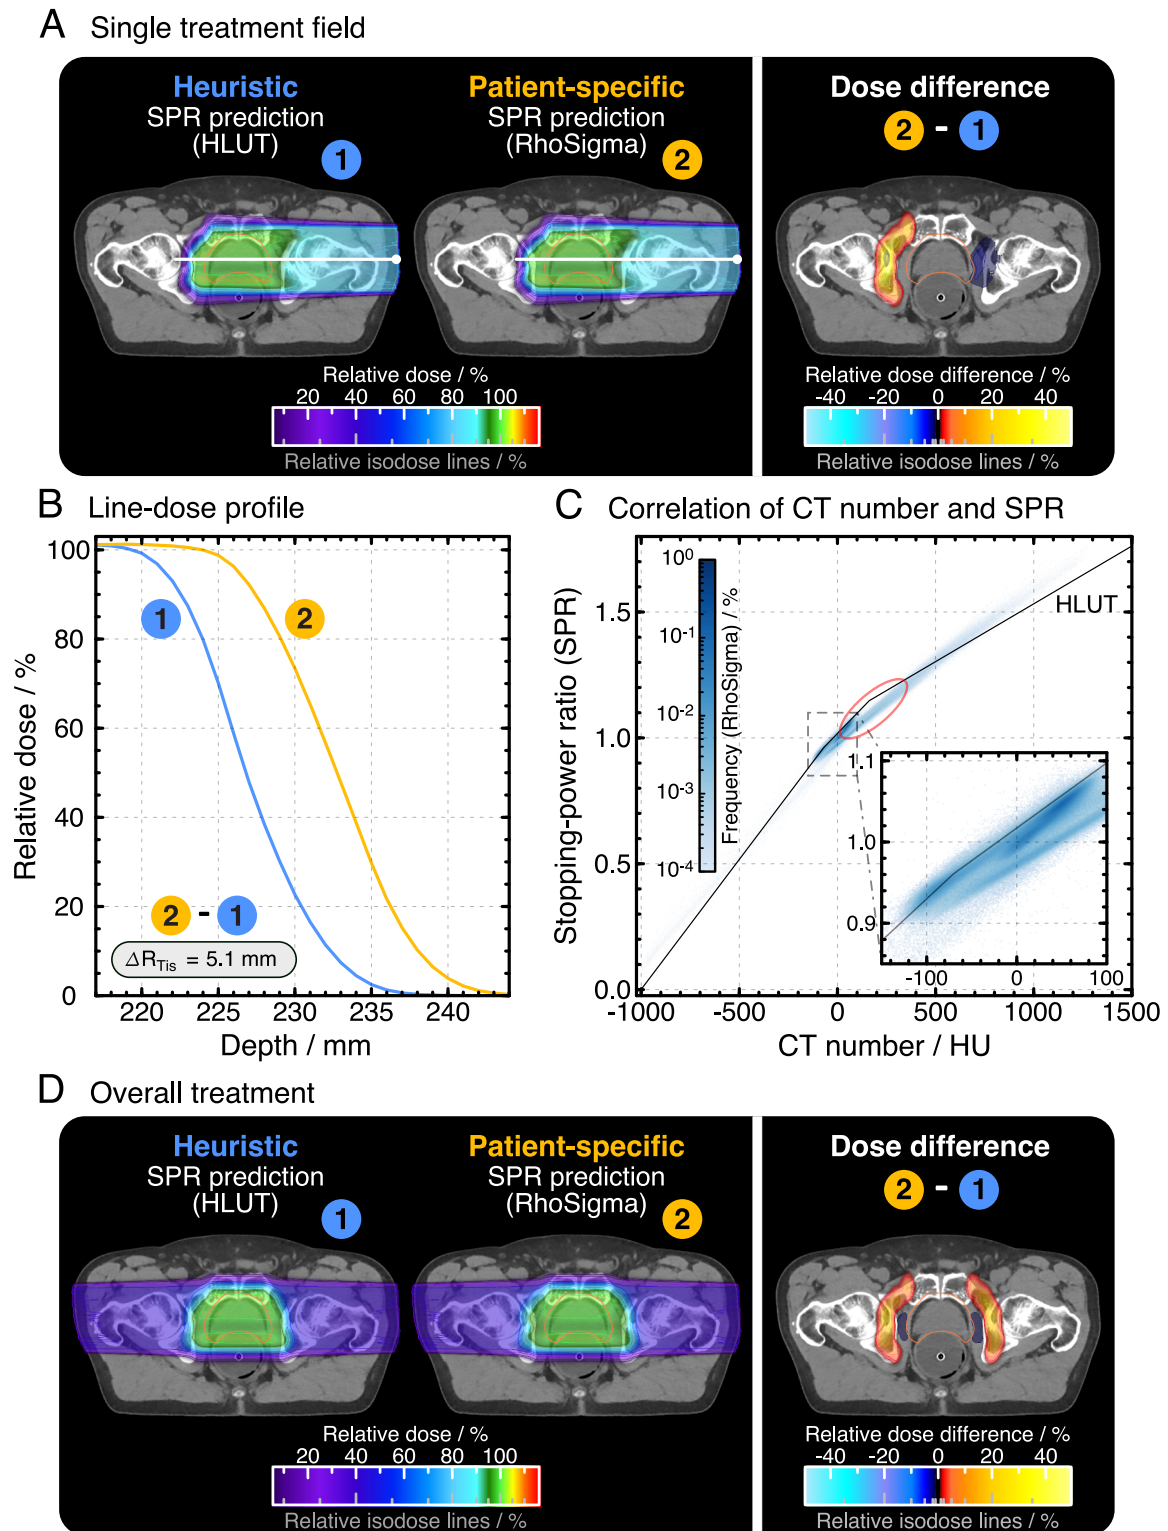 A Single treatment field
Heuristic
SPR prediction
(HLUT)
1
Patient-specific
SPR prediction
(RhoSigma)
2
Dose difference
2 - 1
Relative dose / %
20 40 60 80 100
Relative isodose lines / %
Relative dose difference / %
-40 -20 0 20 40
Relative isodose lines / %
B Line-dose profile
Relative dose / %
100
80
60
40
20
0
1
2
2 - 1
ΔR_Tis = 5.1 mm
220 225 230 235 240
Depth / mm
C Correlation of CT number and SPR
Stopping-power ratio (SPR)
1.5
1.0
0.5
0.0
10^0
10^-1
10^-2
10^-3
10^-4
Frequency (RhoSigma) / %
HLUT
1.1
1.0
0.9
-100 0 100
-1000 -500 0 500 1000 1500
CT number / HU
D Overall treatment
Heuristic
SPR prediction
(HLUT)
1
Patient-specific
SPR prediction
(RhoSigma)
2
Dose difference
2 - 1
Relative dose / %
20 40 60 80 100
Relative isodose lines / %
Relative dose difference / %
-40 -20 0 20 40
Relative isodose lines / %